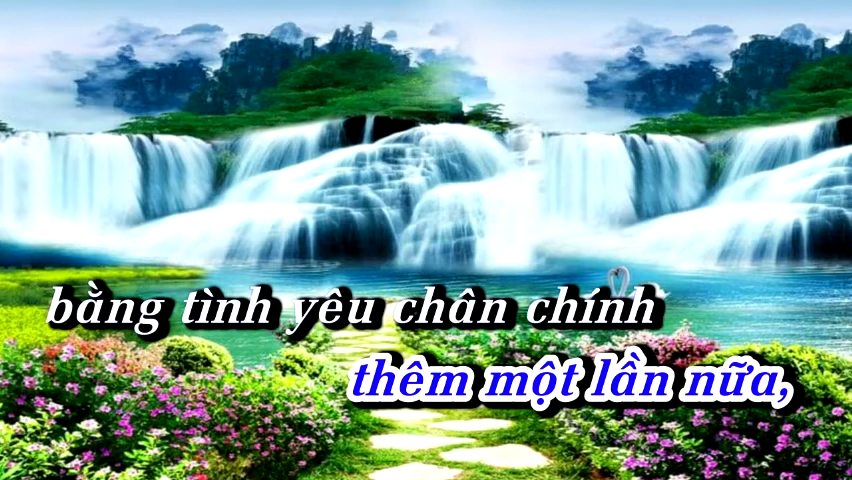 bằng tình yêu chân chính
thêm một lần nữa,